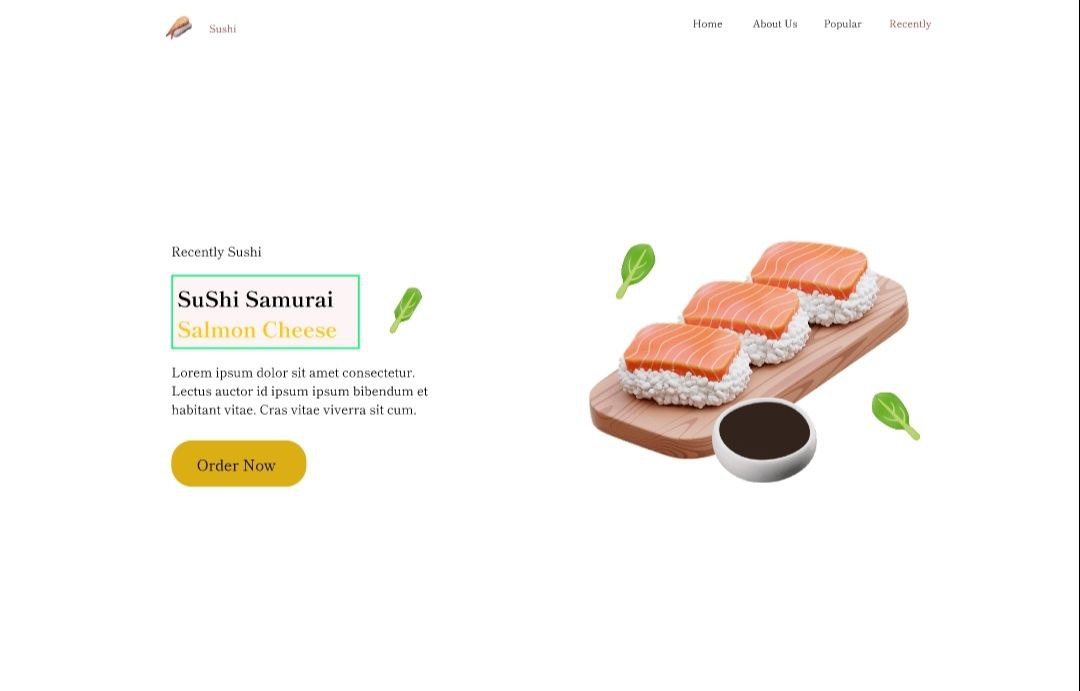 Sushi
Home About Us Popular Recently
Recently Sushi
SuShi Samurai
Salmon Cheese
Lorem ipsum dolor sit amet consectetur.
Lectus auctor id ipsum ipsum bibendum et
habitant vitae. Cras vitae viverra sit cum.
Order Now